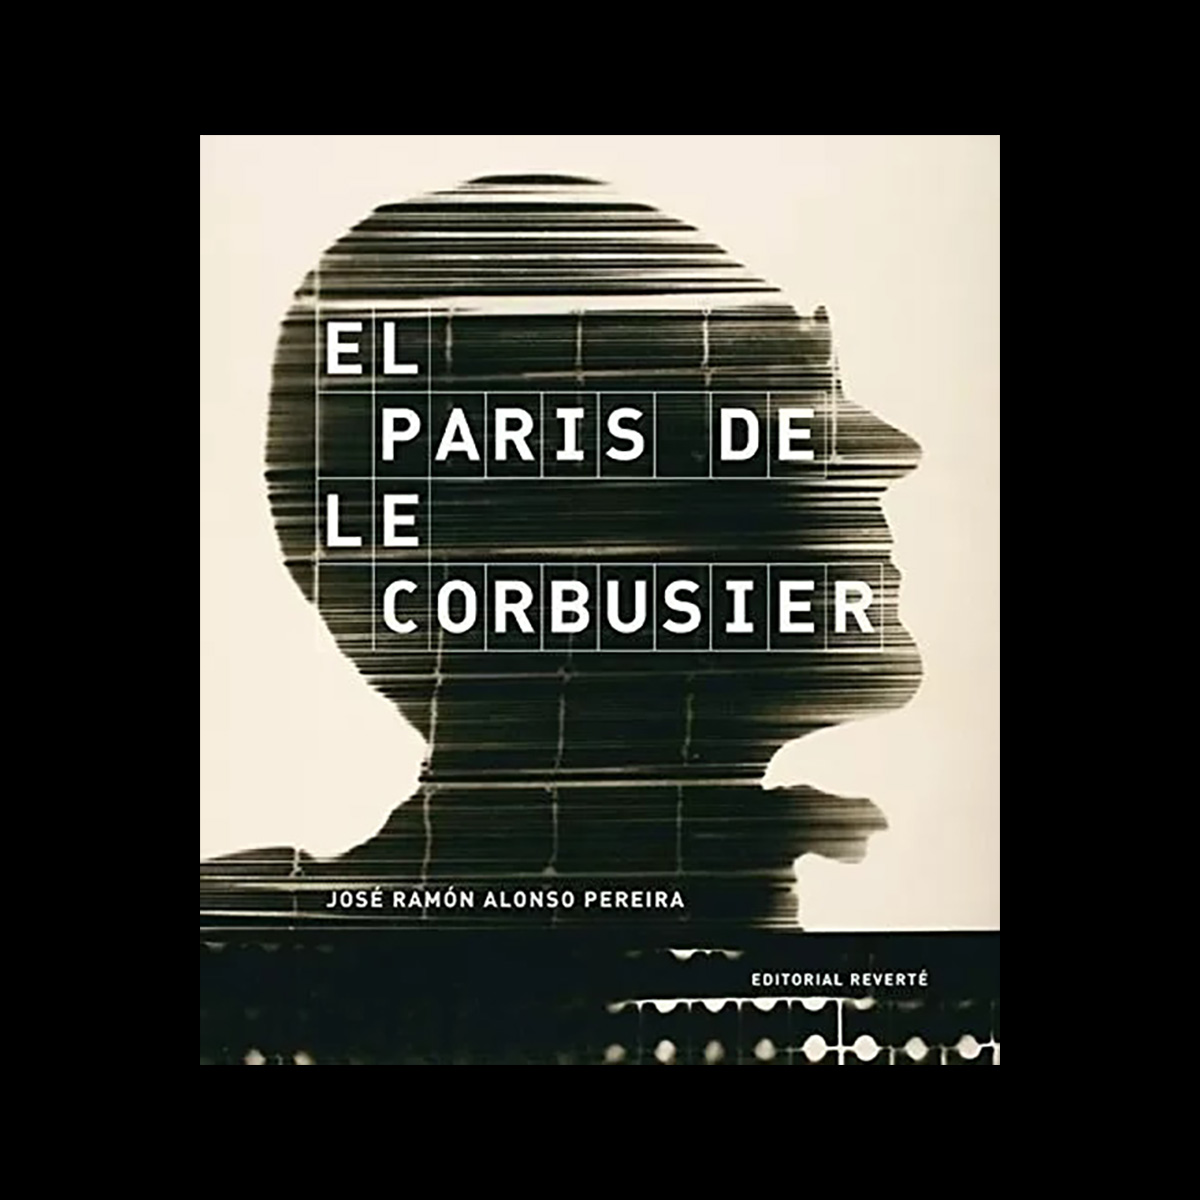 EL
PARIS DE
LE
CORBUSIER
JOSÉ RAMÓN ALONSO PEREIRA
EDITORIAL REVERTÉ